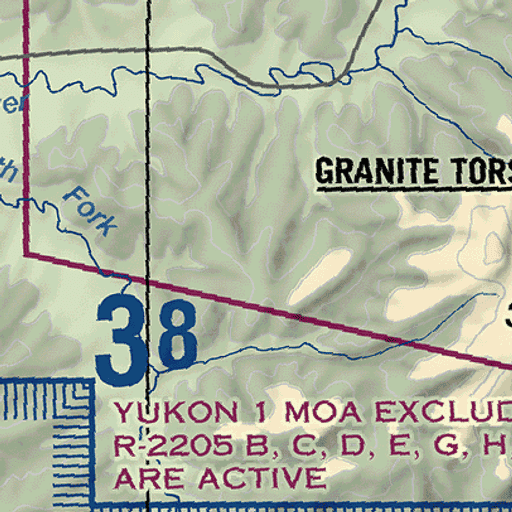 GRANITE TORS
Fork
38
YUKON 1 MOA EXCLUD
R-2205 B, C, D, E, G, H,
ARE ACTIVE